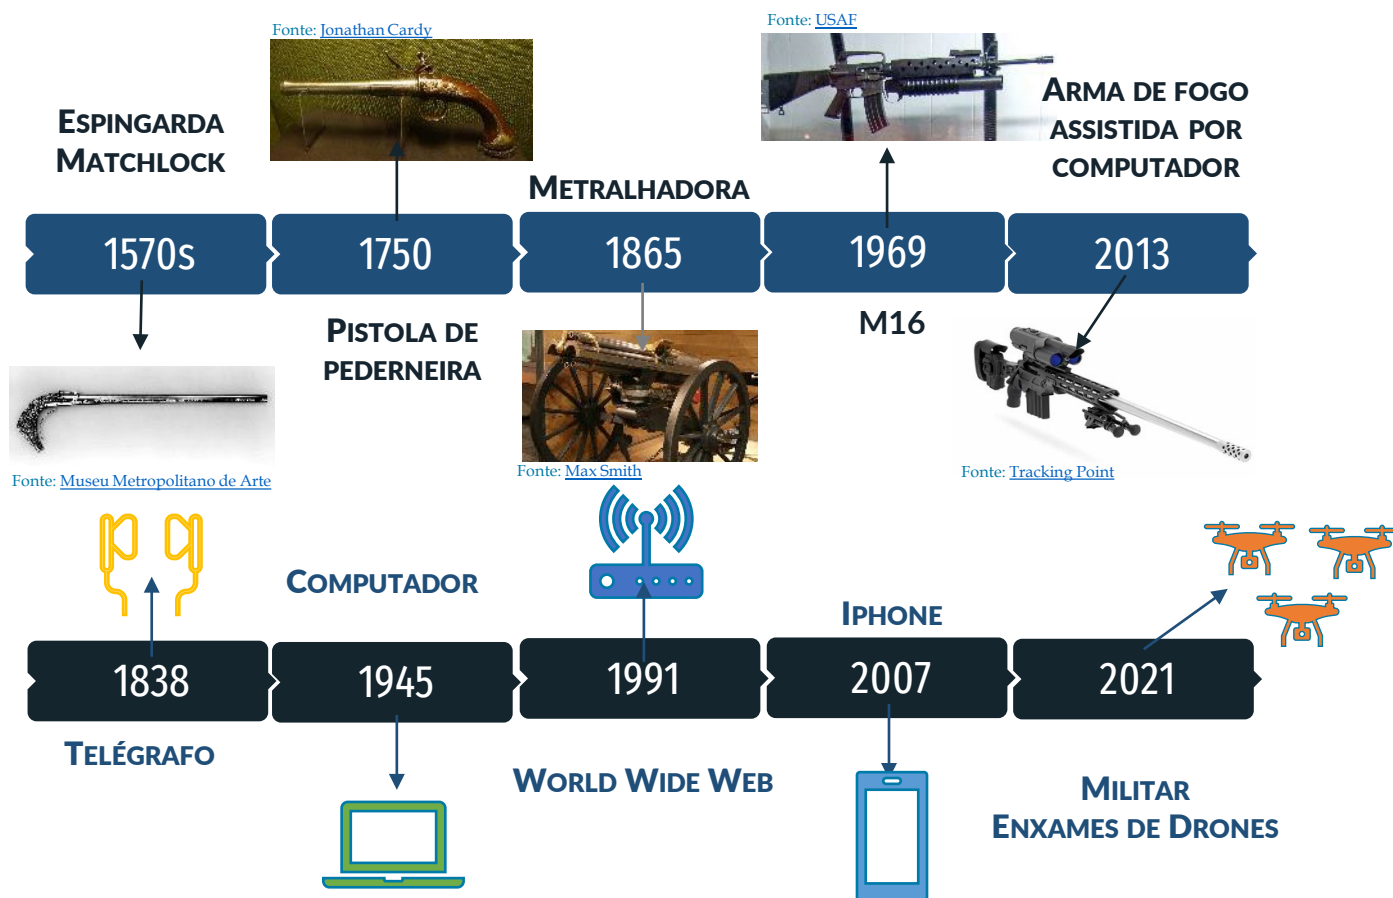 Fonte: Jonathan Cardy
Fonte: USAF
ESPINGARDA
MATCHLOCK
METRALHADORA
ARMA DE FOGO
ASSISTIDA POR
COMPUTADOR
1570s
1750
1865
1969
2013
PISTOLA DE
PEDERNEIRA
M16
Fonte: Museu Metropolitano de Arte
Fonte: Max Smith
Fonte: Tracking Point
COMPUTADOR
IPHONE
1838
1945
1991
2007
2021
TELÉGRAFO
WORLD WIDE WEB
MILITAR
ENXAMES DE DRONES